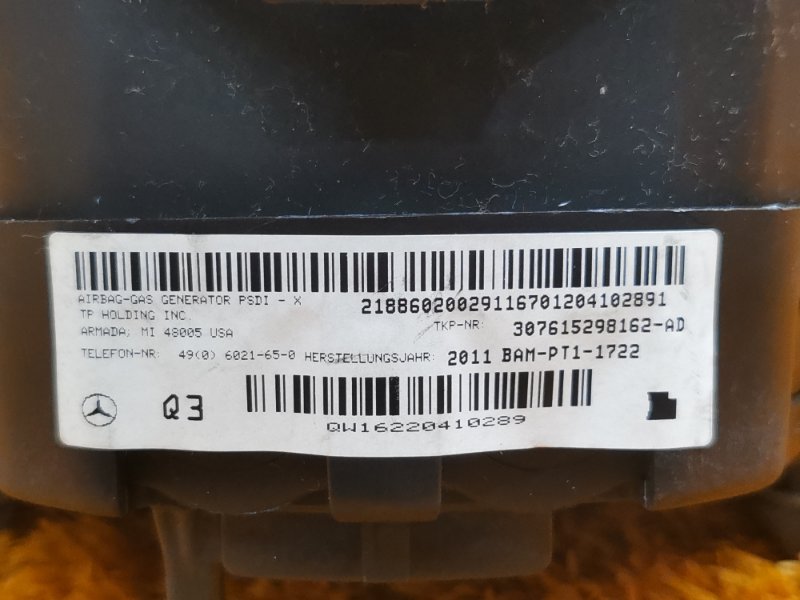 AIRBAG-GAS GENERATOR PSDI - X
21886020029116701204102891
TP HOLDING INC.
TKP-NR: 307615298162-AD
ARMADA, MI 48005 USA
TELEFON-NR: 49(0) 6021-65-0 HERSTELLUNGSJAHR: 2011 BAM-PT1-1722
Q3
QW16220410289